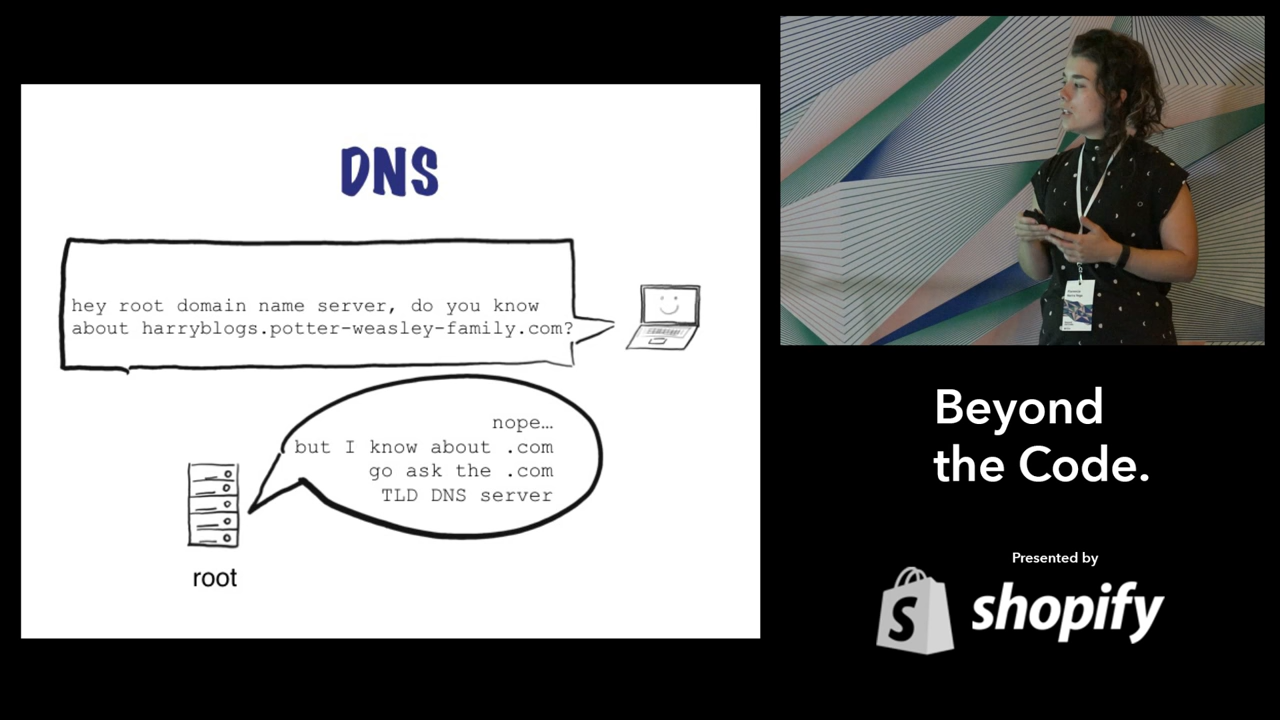 DNS
hey root domain name server, do you know
about harryblogs.potter-weasley-family.com?
nope…
but I know about .com
go ask the .com
TLD DNS server
root
Beyond
the Code.
Presented by
shopify